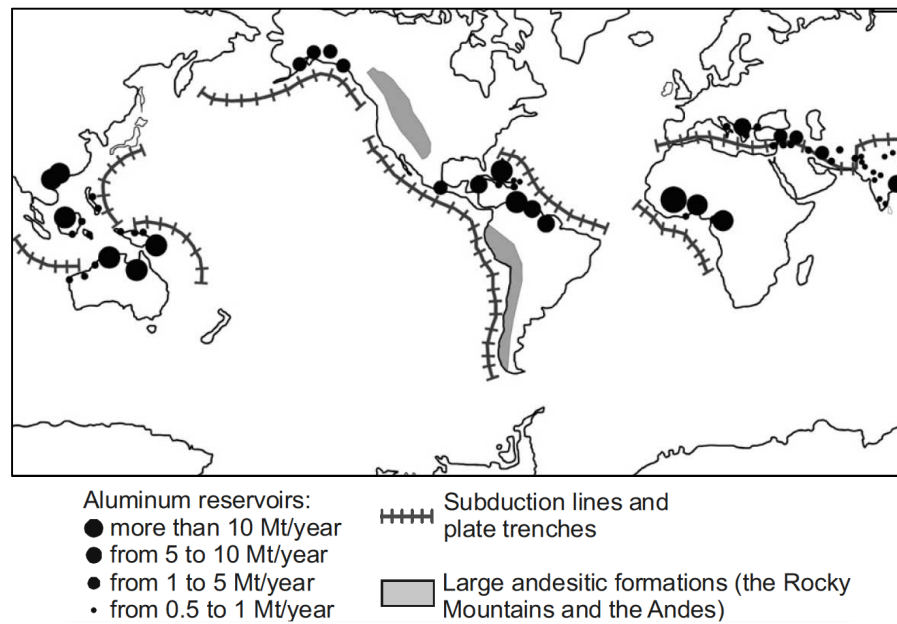 Aluminum reservoirs:
more than 10 Mt/year
from 5 to 10 Mt/year
from 1 to 5 Mt/year
from 0.5 to 1 Mt/year
Subduction lines and
plate trenches
Large andesitic formations (the Rocky
Mountains and the Andes)